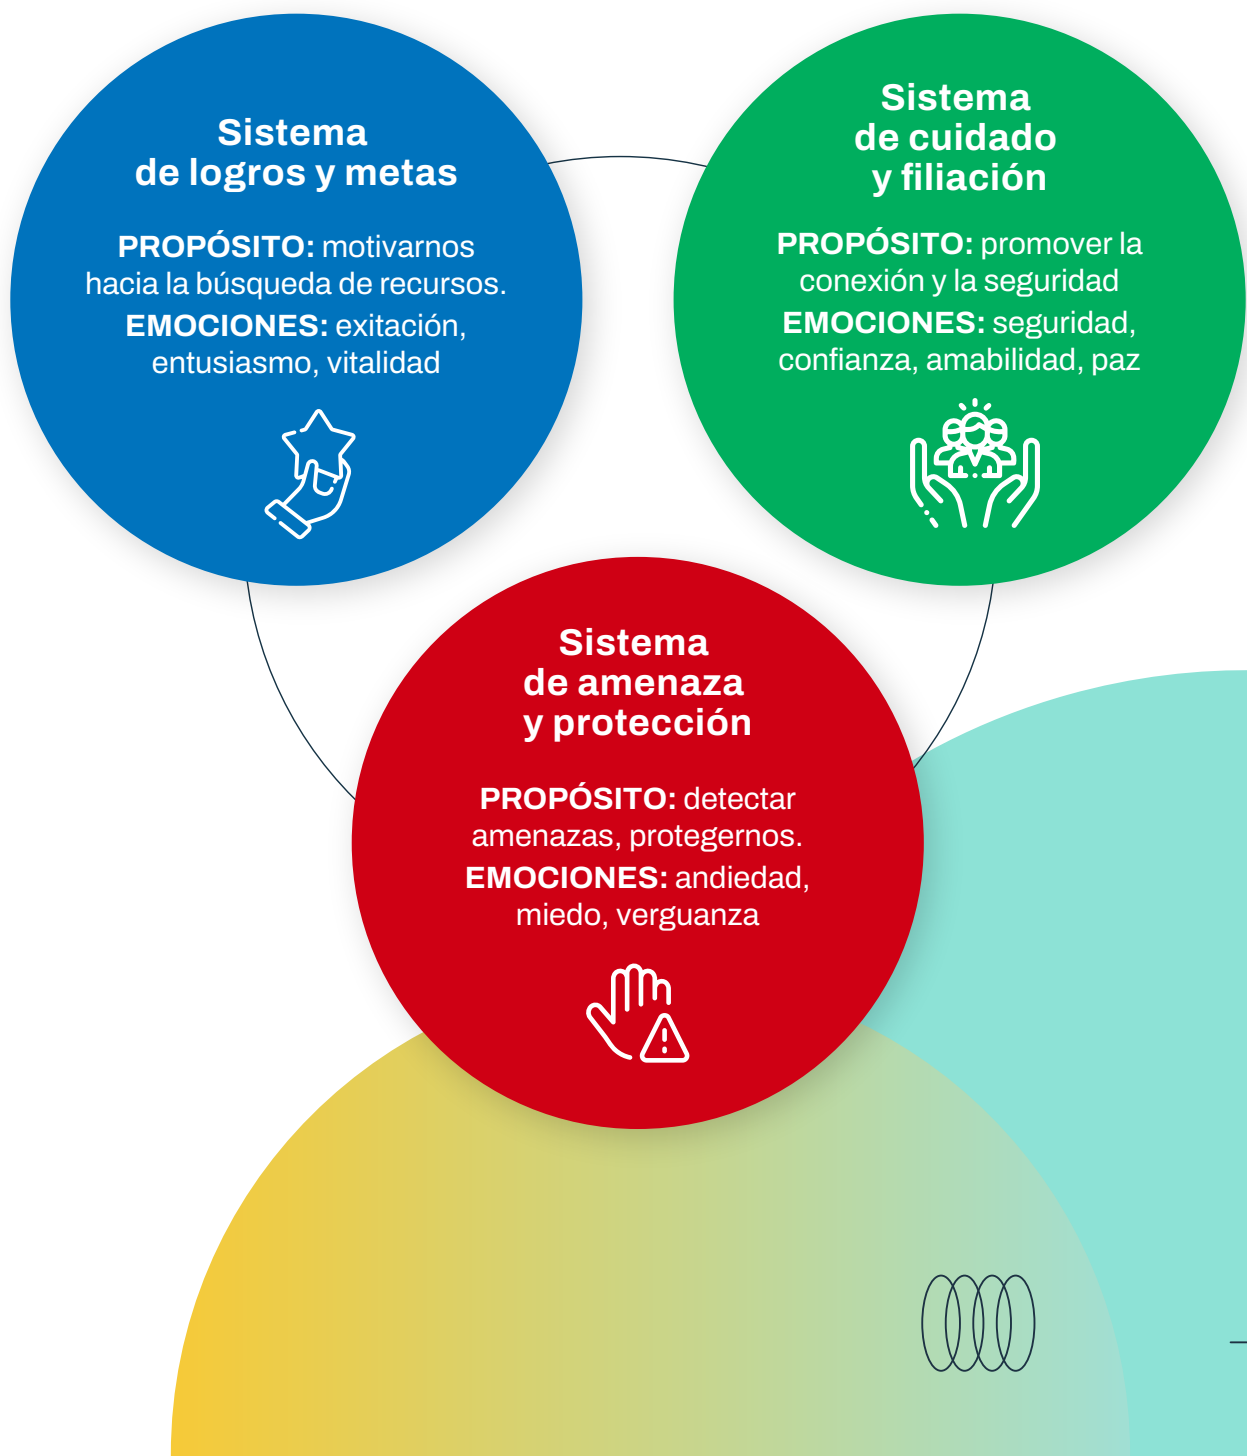 Sistema
de logros y metas
PROPÓSITO: motivarnos
hacia la búsqueda de recursos.
EMOCIONES: exitación,
entusiasmo, vitalidad
Sistema
de cuidado
y filiación
PROPÓSITO: promover la
conexión y la seguridad
EMOCIONES: seguridad,
confianza, amabilidad, paz
Sistema
de amenaza
y protección
PROPÓSITO: detectar
amenazas, protegernos.
EMOCIONES: andiedad,
miedo, verguanza